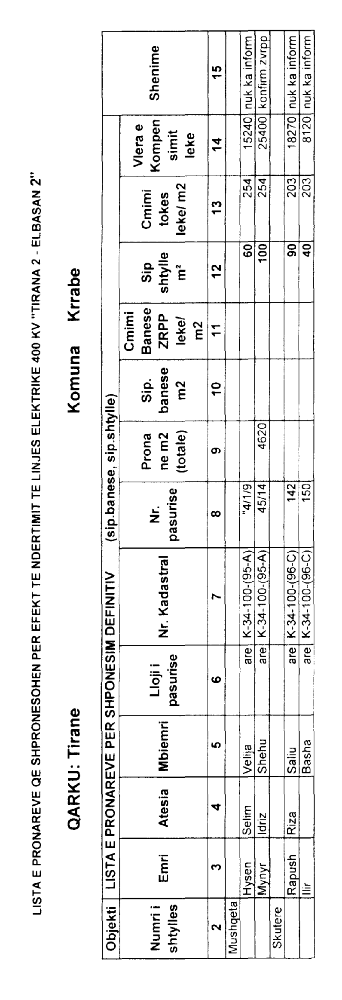 LISTA E PRONAREVE QE SHPRONESOHEN PER EFEKT TE NDERTIMIT TE LINJES ELEKTRIKE 400 KV "TIRANA 2 - ELBASAN 2"
QARKU: Tirane Komuna Krrabe
Objekti LISTA E PRONAREVE PER SHPONESIM DEFINITIV (sip.banese, sip.shtylle)
Numri i shtylles Emri Atesia Mbiemri Lloji i pasurise Nr. Kadastral Nr. pasurise Prona ne m2 (totale) Sip. banese m2 Cmimi Banese ZRPP leke/ m2 Sip shtylle m² Cmimi tokes leke/ m2 Vlera e Kompen simit leke Shenime
2 3 4 5 6 7 8 9 10 11 12 13 14 15
Mushqeta
Hysen Selim Velija are K-34-100-(95-A) "4/1/9 60 254 15240 nuk ka inform
Mynyr Idriz Shehu are K-34-100-(95-A) 45/14 4620 100 254 25400 konfirm.zvrpp
Skutere
Rapush Riza Saliu are K-34-100-(96-C) 142 90 203 18270 nuk ka inform
Ilir Basha are K-34-100-(96-C) 150 40 203 8120 nuk ka inform